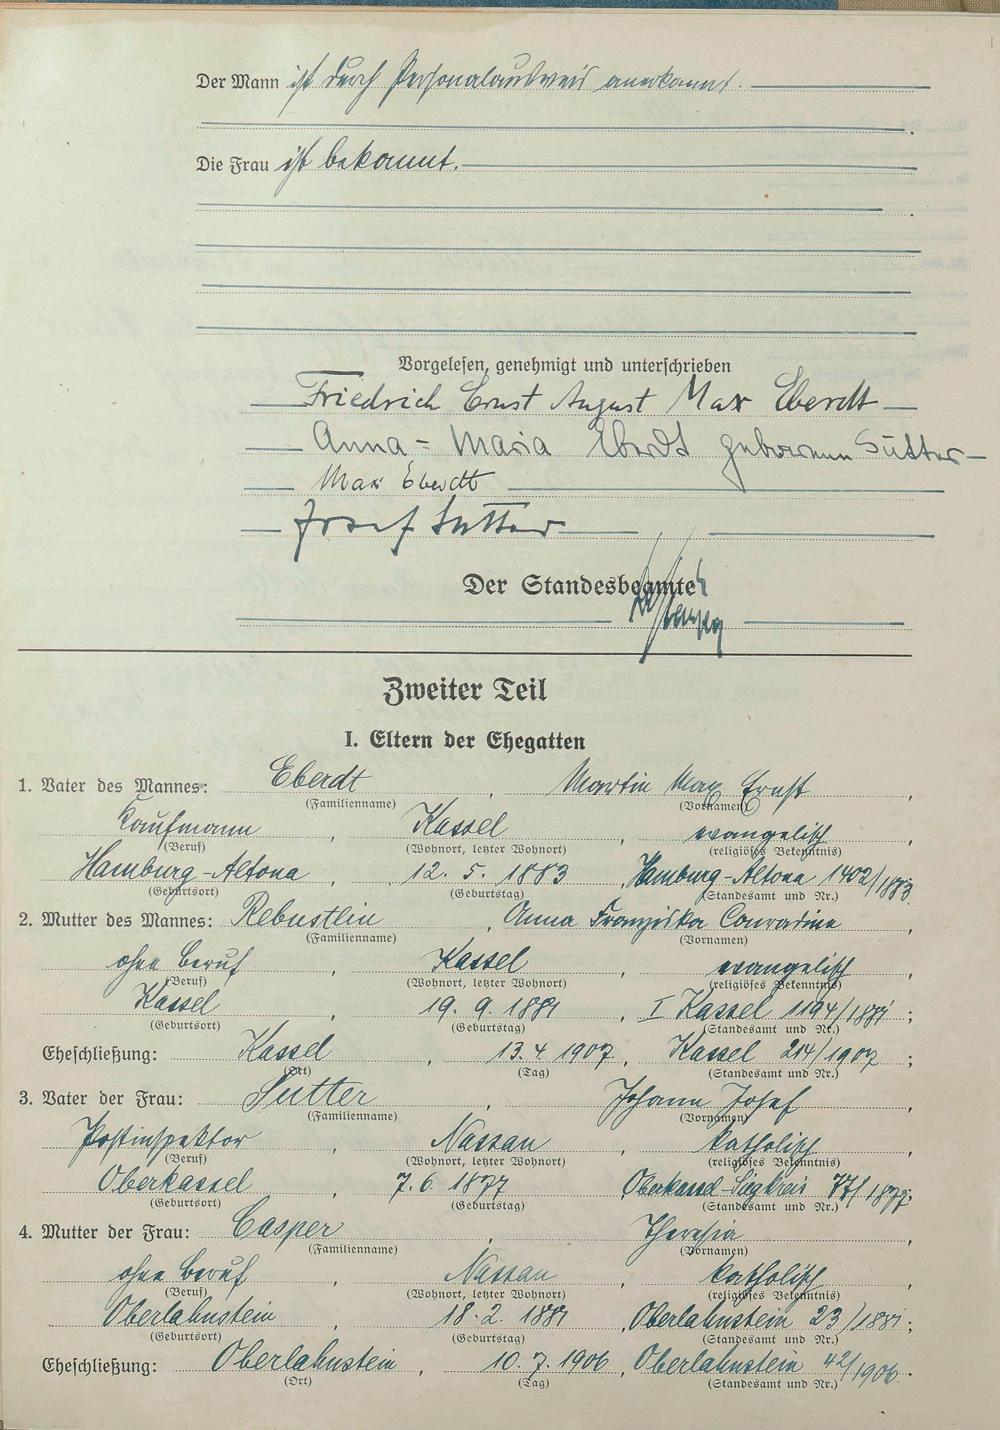 Der Mann ist durch Personalausweis anerkannt.
Die Frau ist bekannt.
Vorgelesen, genehmigt und unterschrieben
Friedrich Ernst August Max Eberdt
Anna-Maria Eberdt geborene Sutter
Max Eberdt
Josef Sutter
Der Standesbeamte
Zweiter Teil
I. Eltern der Ehegatten
1. Vater des Mannes: Eberdt, Martin Max Ernst,
(Familienname) (Vornamen)
Kaufmann, Kassel, evangelisch,
(Beruf) (Wohnort, letzter Wohnort) (religiöses Bekenntnis)
Hamburg-Altona, 12. 5. 1883, Hamburg-Altona 1402/1883
(Geburtsort) (Geburtstag) (Standesamt und Nr.)
2. Mutter des Mannes: Rebustlin, Anna Franziska Conradine,
(Familienname) (Vornamen)
ohne Beruf, Kassel, evangelisch,
(Beruf) (Wohnort, letzter Wohnort) (religiöses Bekenntnis)
Kassel, 19. 9. 1881, I Kassel 1194/1881;
(Geburtsort) (Geburtstag) (Standesamt und Nr.)
Eheschließung: Kassel, 13. 4 1907, Kassel 214/1907;
(Ort) (Tag) (Standesamt und Nr.)
3. Vater der Frau: Sutter, Johann Josef,
(Familienname) (Vornamen)
Postinspektor, Nassau, katholisch,
(Beruf) (Wohnort, letzter Wohnort) (religiöses Bekenntnis)
Oberkassel, 7. 6. 1877, Oberkassel-Siegkreis 77/1877;
(Geburtsort) (Geburtstag) (Standesamt und Nr.)
4. Mutter der Frau: Casper, Theresia,
(Familienname) (Vornamen)
ohne Beruf, Nassau, katholisch,
(Beruf) (Wohnort, letzter Wohnort) (religiöses Bekenntnis)
Oberlahnstein, 18. 2. 1881, Oberlahnstein 23/1881;
(Geburtsort) (Geburtstag) (Standesamt und Nr.)
Eheschließung: Oberlahnstein, 10. 7. 1906, Oberlahnstein 42/1906.
(Ort) (Tag) (Standesamt und Nr.)